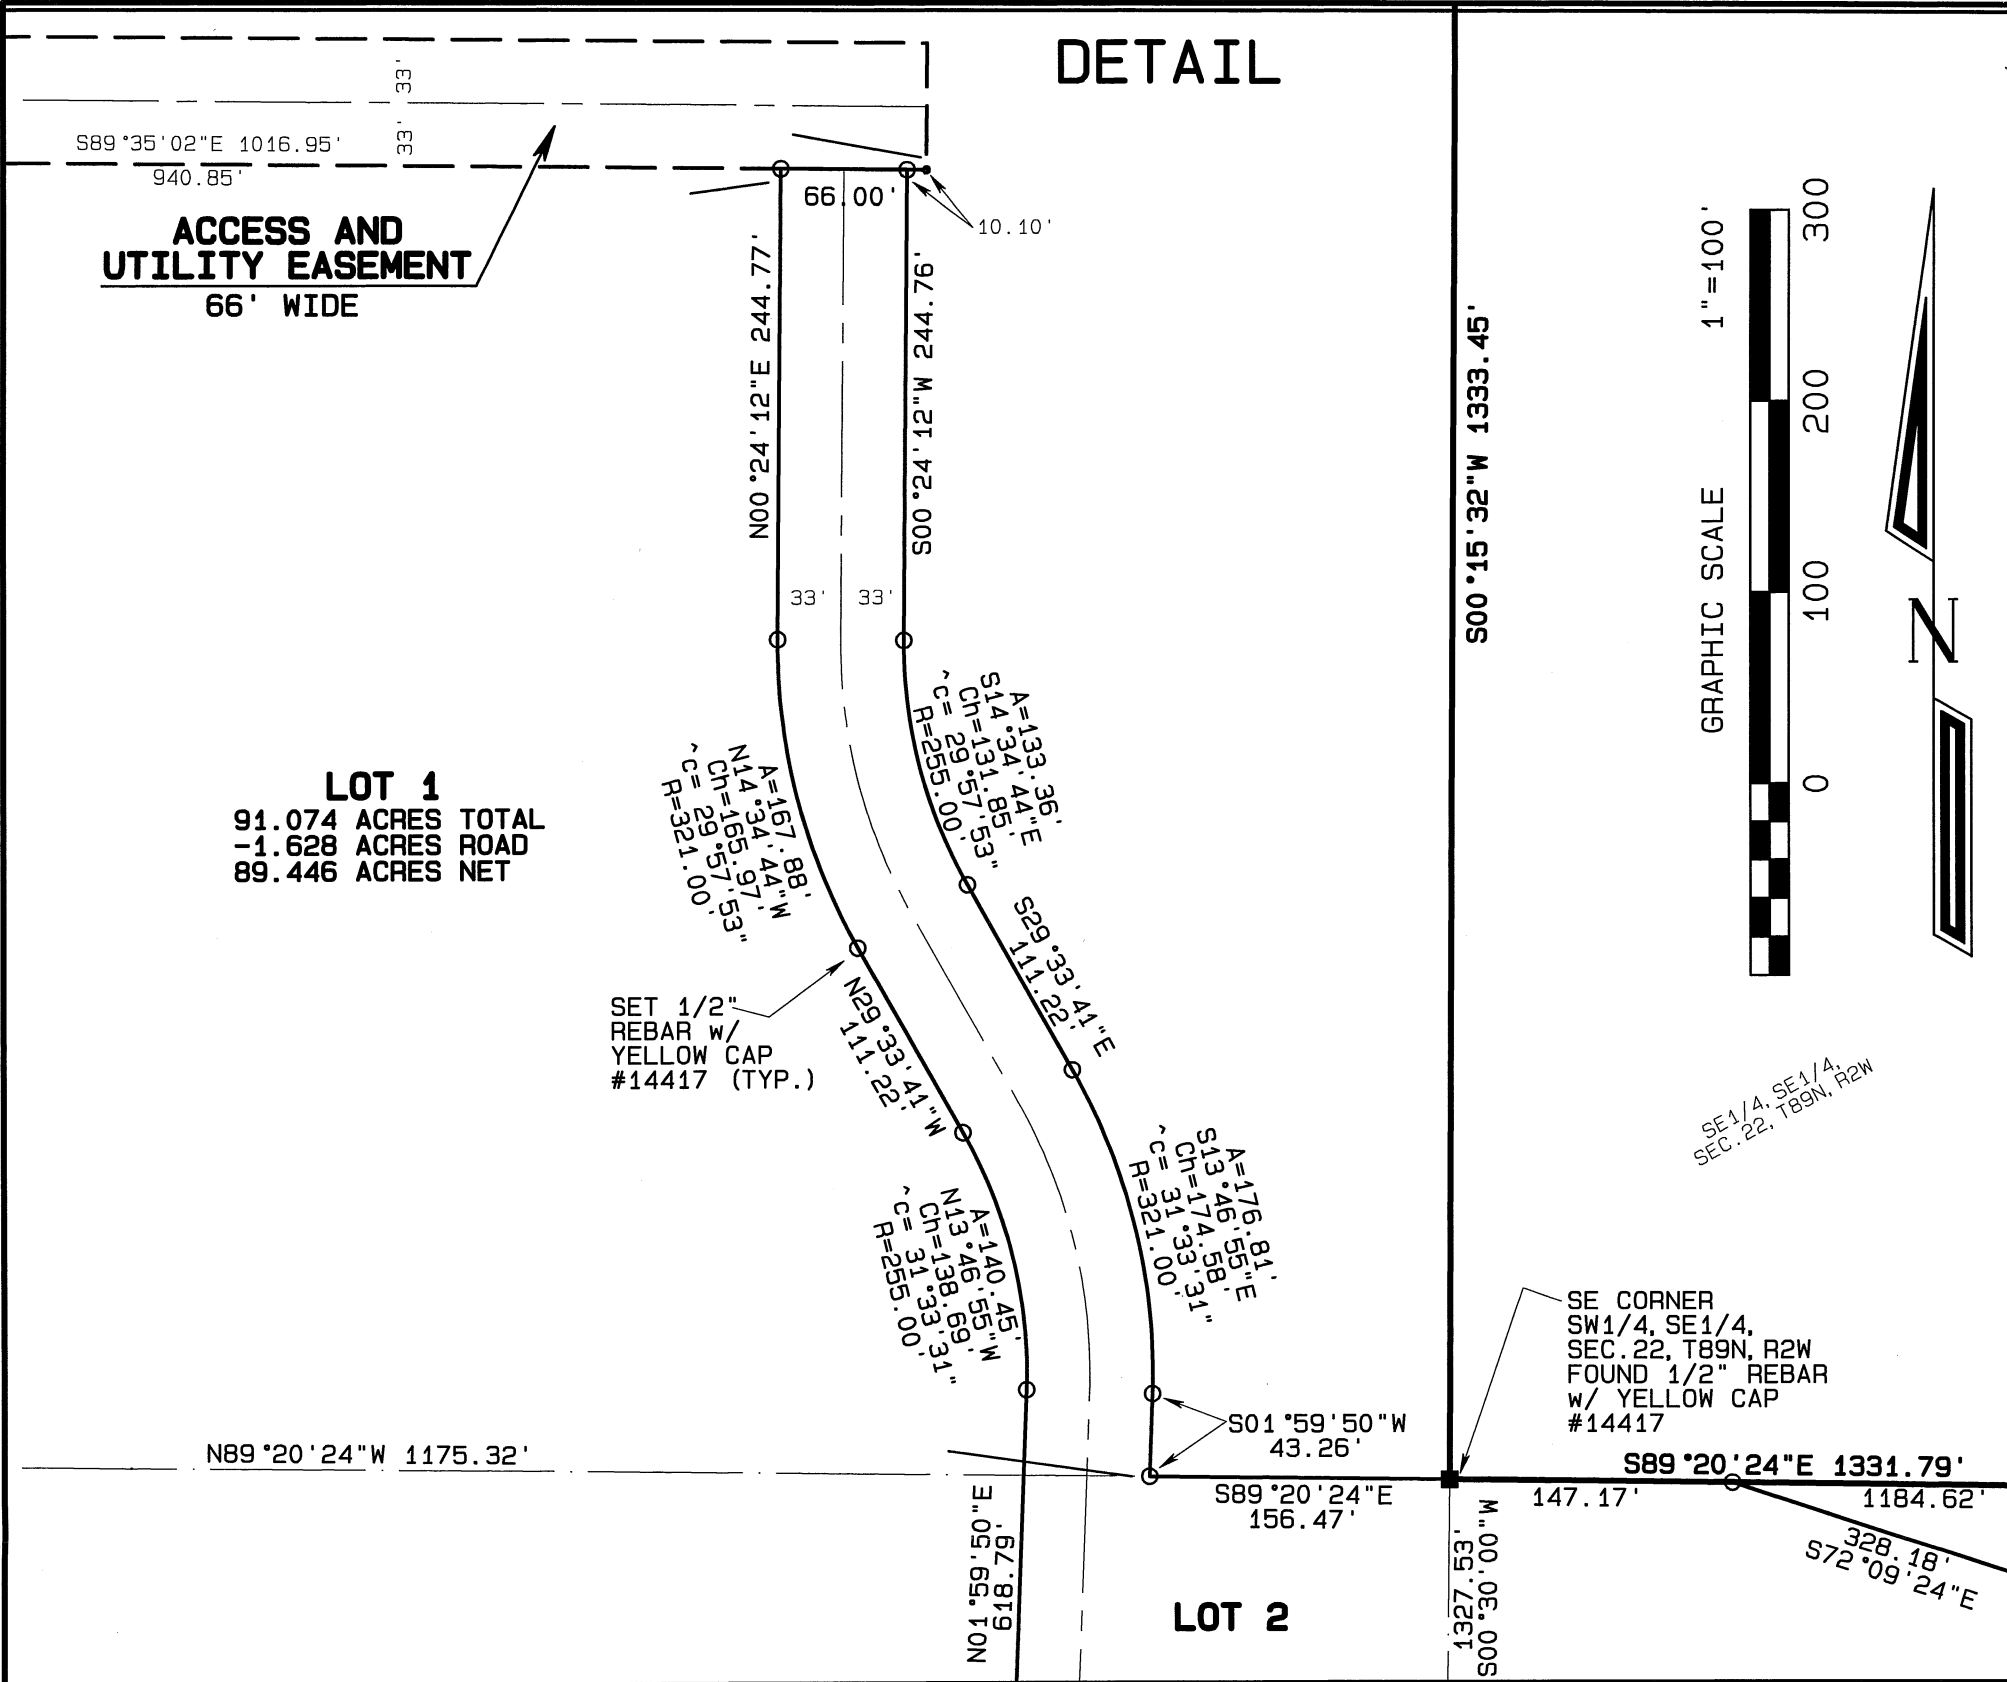 DETAIL
33'
33'
S89°35'02"E 1016.95'
940.85'
ACCESS AND
UTILITY EASEMENT
66' WIDE
66.00'
10.10'
N00°24'12"E 244.77'
S00°24'12"W 244.76'
33'
33'
S00°15'32"W 1333.45'
1"=100'
GRAPHIC SCALE
300
200
100
0
N
A=133.36'
S14°34'44"E
Ch=131.85'
^c= 29°57'53"
R=255.00'
A=167.88'
N14°34'44"W
Ch=165.97'
^c= 29°57'53"
R=321.00'
LOT 1
91.074 ACRES TOTAL
-1.628 ACRES ROAD
89.446 ACRES NET
S29°33'41"E
111.22'
N29°33'41"W
111.22'
SET 1/2"
REBAR w/
YELLOW CAP
#14417 (TYP.)
SE1/4, SE1/4,
SEC.22, T89N, R2W
A=176.81'
S13°46'55"E
Ch=174.58'
^c= 31°33'31"
R=321.00'
A=140.45'
N13°46'55"W
Ch=138.69'
^c= 31°33'31"
R=255.00'
SE CORNER
SW1/4, SE1/4,
SEC.22, T89N, R2W
FOUND 1/2" REBAR
w/ YELLOW CAP
#14417
S01°59'50"W
43.26'
N89°20'24"W 1175.32'
S89°20'24"E 1331.79'
S89°20'24"E
156.47'
147.17'
1184.62'
328.18'
S72°09'24"E
N01°59'50"E
618.79'
1327.53'
S00°30'00"W
LOT 2